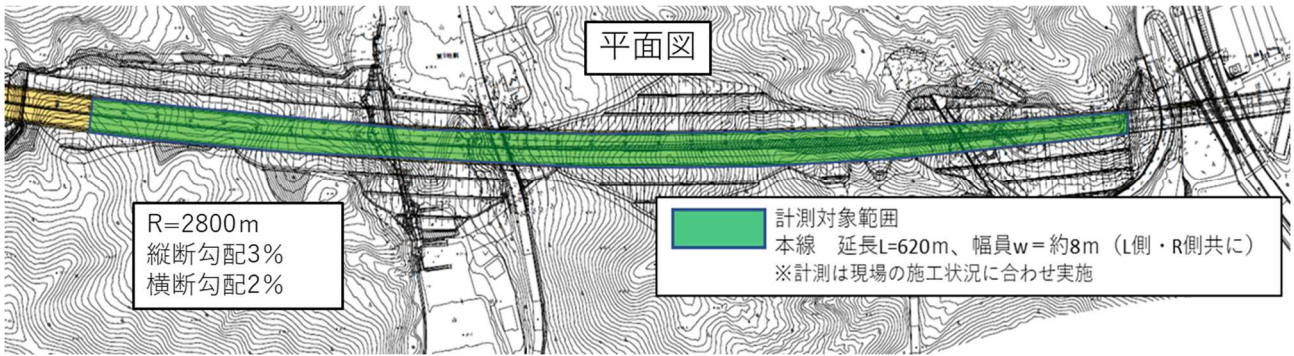 平面図
R=2800m
縦断勾配3%
横断勾配2%
計測対象範囲
本線　延長L=620m、幅員w＝約8m（L側・R側共に）
※計測は現場の施工状況に合わせ実施